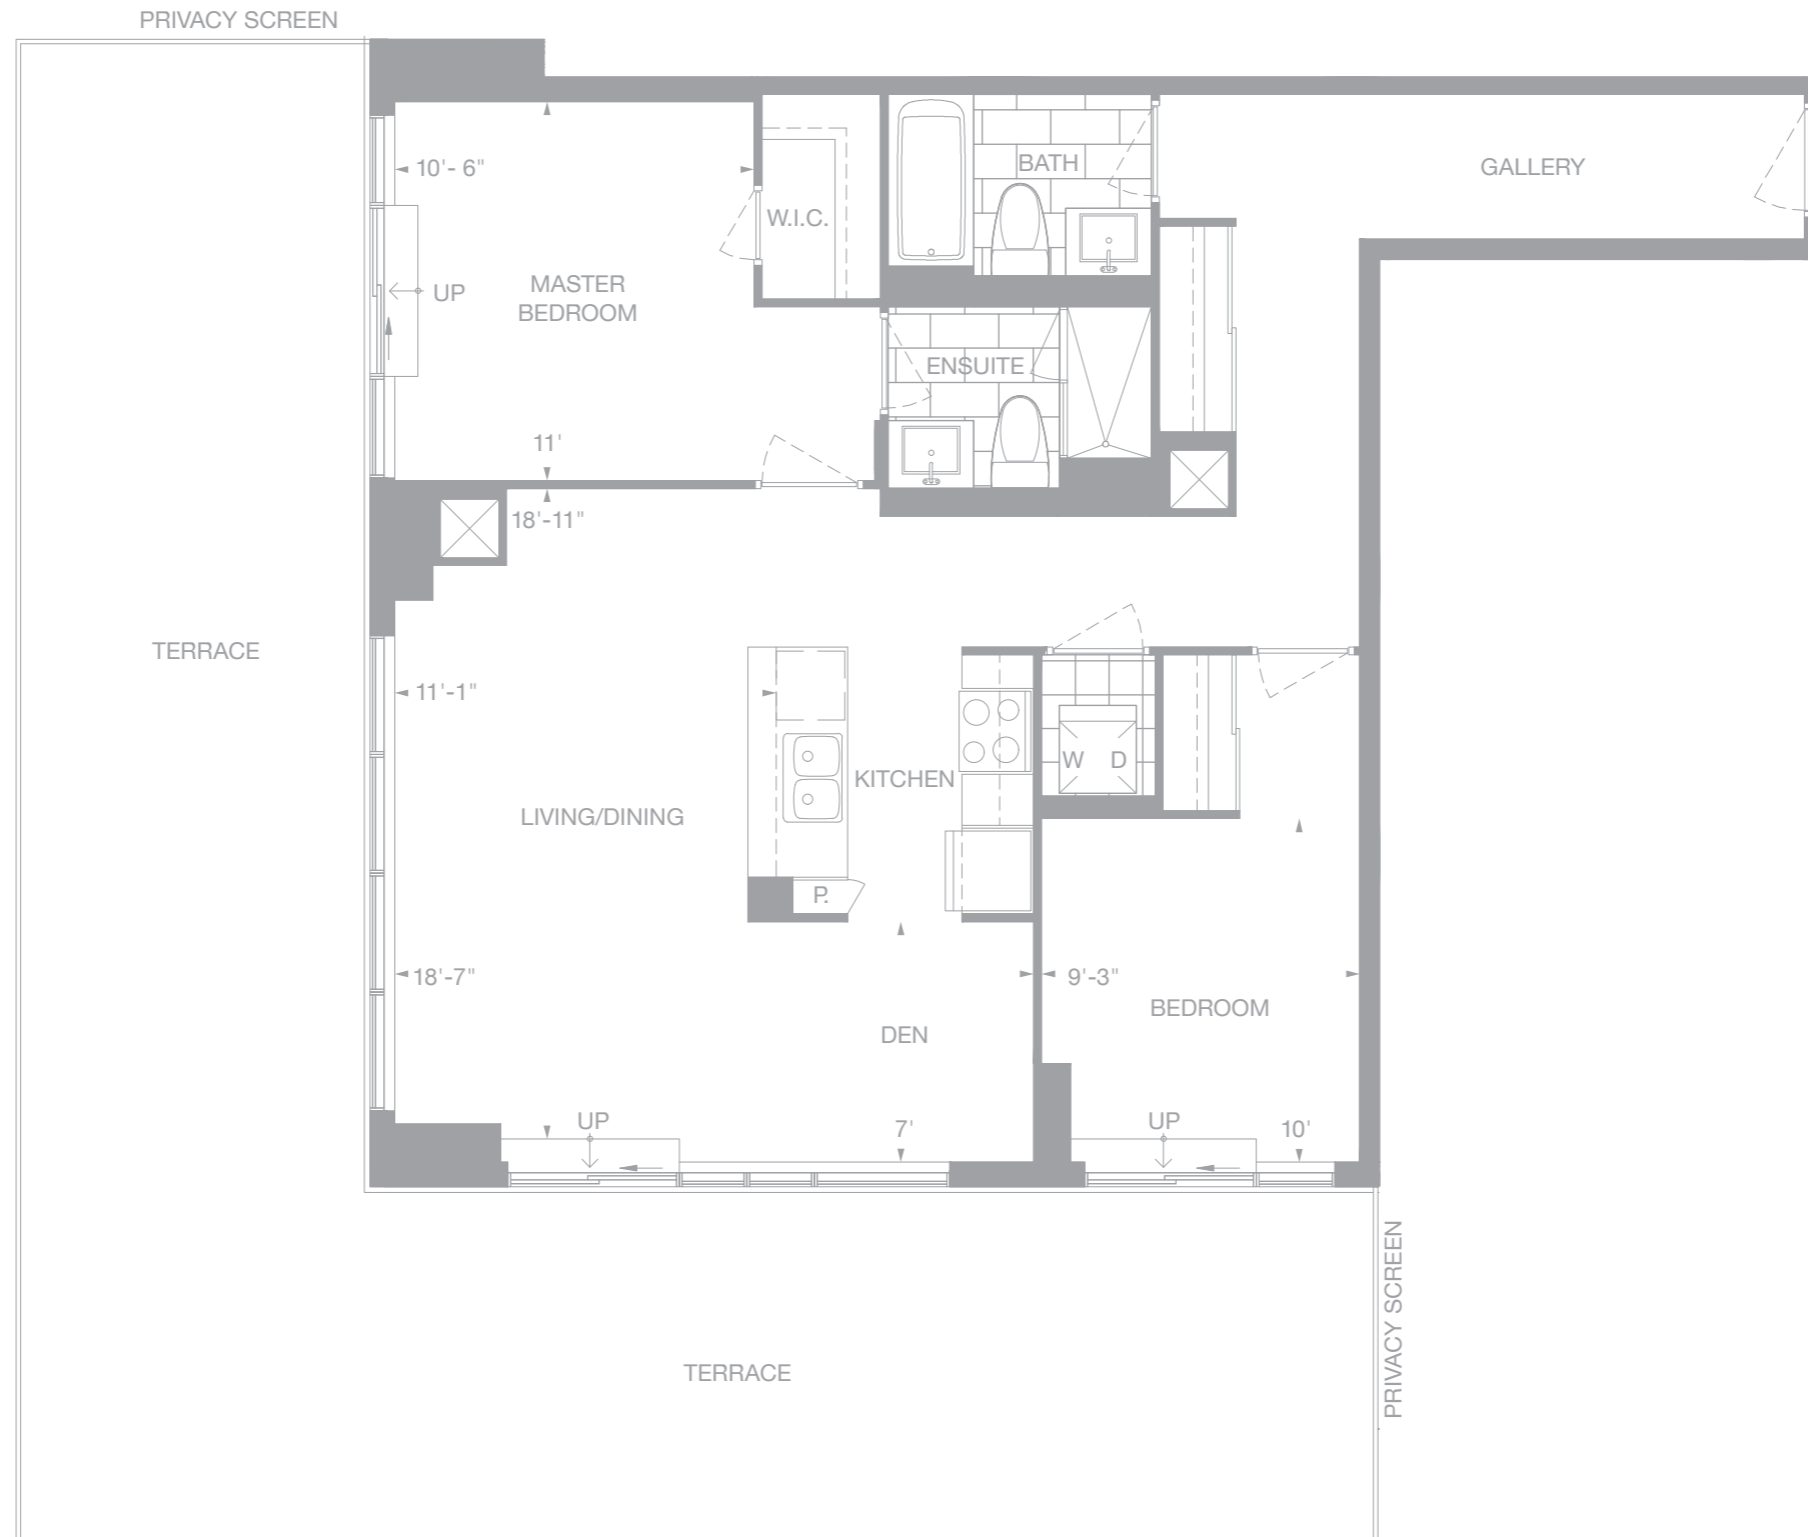 PRIVACY SCREEN
10'- 6"
BATH
GALLERY
W.I.C.
UP
MASTER
BEDROOM
ENSUITE
11'
18'-11"
TERRACE
11'-1"
W D
KITCHEN
LIVING/DINING
P.
18'-7"
9'-3"
BEDROOM
DEN
UP
7'
UP
10'
PRIVACY SCREEN
TERRACE